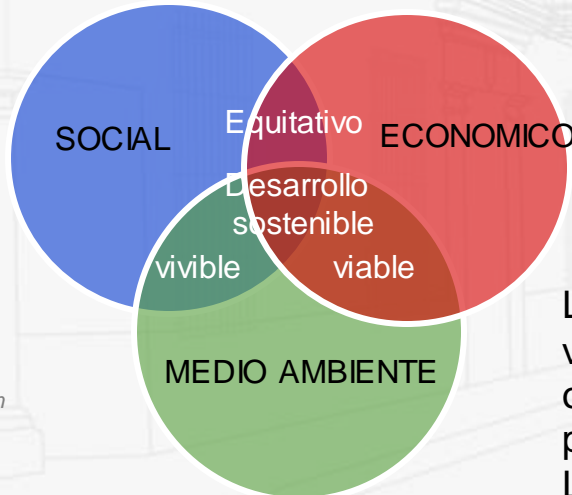 Equitativo
SOCIAL
ECONOMICO
Desarrollo
sostenible
vivible
viable
MEDIO AMBIENTE